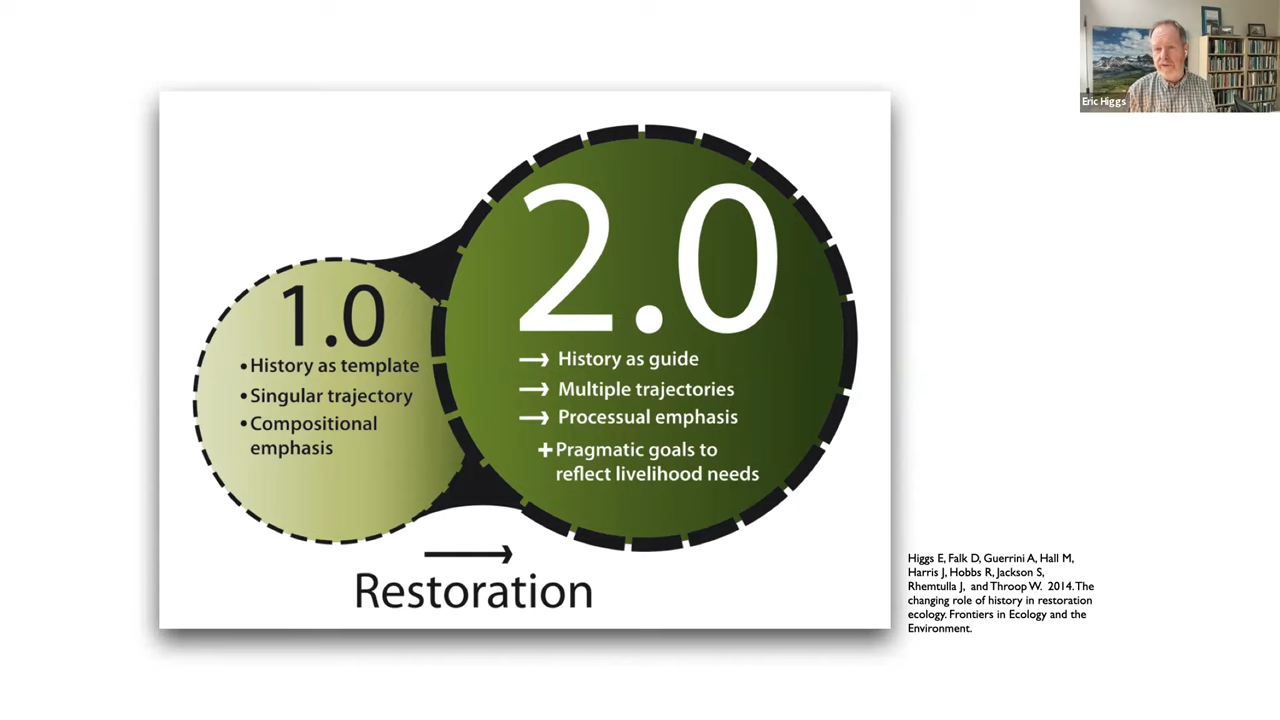 Eric Higgs
1.0
•History as template
•Singular trajectory
•Compositional
emphasis
2.0
→ History as guide
→ Multiple trajectories
→ Processual emphasis
+Pragmatic goals to
reflect livelihood needs
→
Restoration
Higgs E, Falk D, Guerrini A, Hall M,
Harris J, Hobbs R, Jackson S,
Rhemtulla J, and Throop W. 2014. The
changing role of history in restoration
ecology. Frontiers in Ecology and the
Environment.